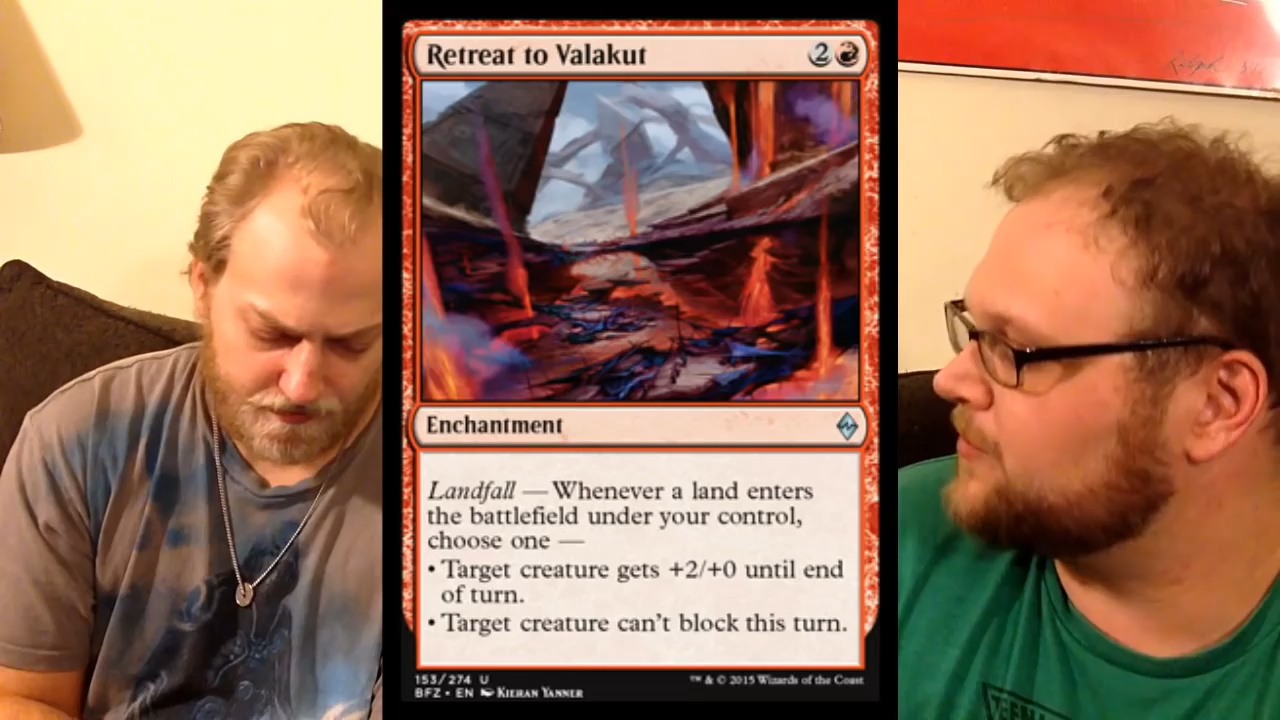 Retreat to Valakut 2
Enchantment
Landfall — Whenever a land enters
the battlefield under your control,
choose one —
• Target creature gets +2/+0 until end
of turn.
• Target creature can't block this turn.
153/274 U
BFZ • EN Kieran Yanner
™ & © 2015 Wizards of the Coast
Ralph